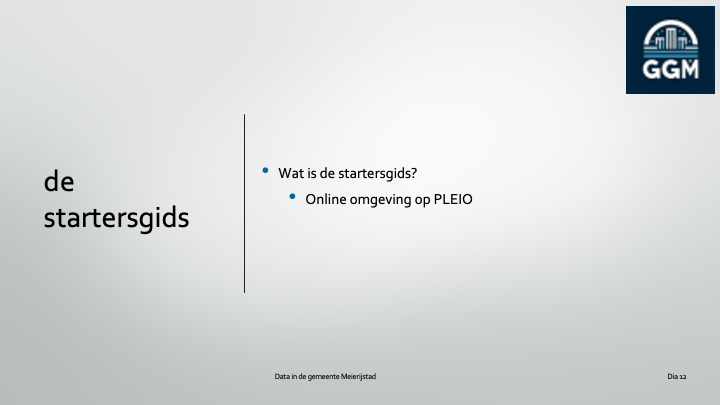 GGM
de
startersgids
• Wat is de startersgids?
• Online omgeving op PLEIO
Data in de gemeente Meierijstad
Dia 12